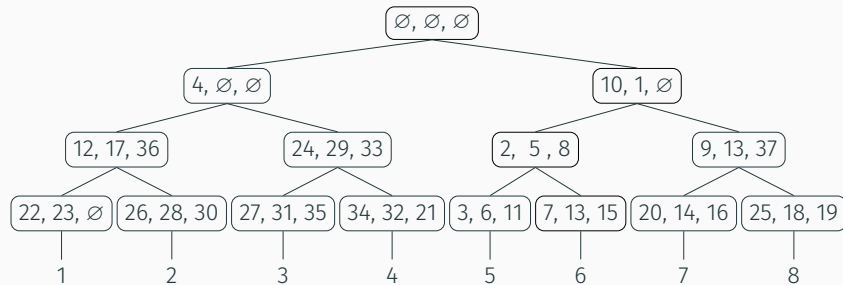 ∅, ∅, ∅
4, ∅, ∅
10, 1, ∅
12, 17, 36
24, 29, 33
2, 5 , 8
9, 13, 37
22, 23, ∅
26, 28, 30
27, 31, 35
34, 32, 21
3, 6, 11
7, 13, 15
20, 14, 16
25, 18, 19
1
2
3
4
5
6
7
8